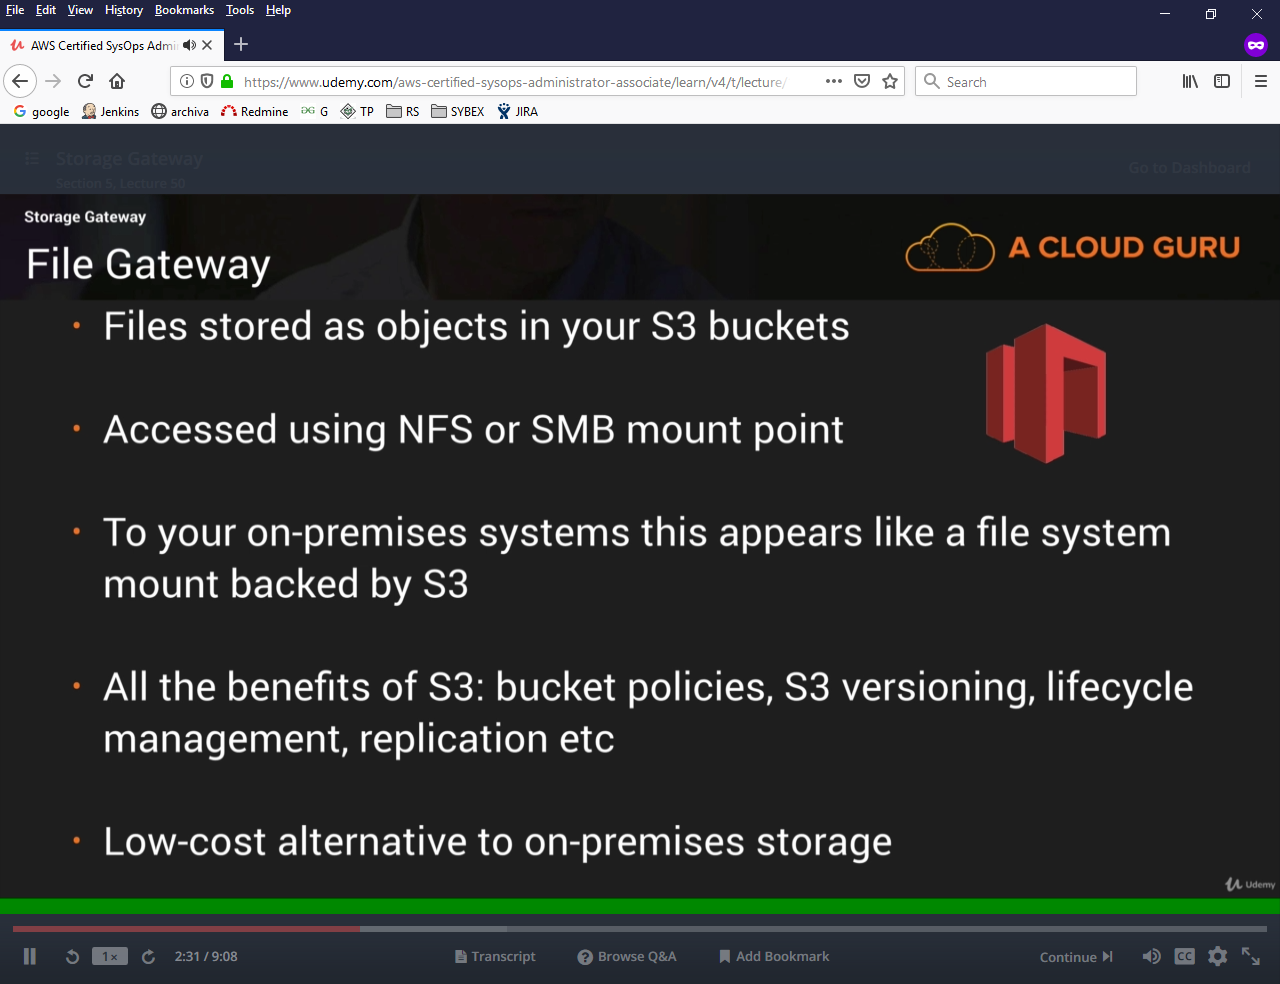 File Edit View History Bookmarks Tools Help
AWS Certified SysOps Admi
https://www.udemy.com/aws-certified-sysops-administrator-associate/learn/v4/t/lecture/
Search
google Jenkins archiva Redmine G TP RS SYBEX JIRA
Storage Gateway
Section 5, Lecture 50
Go to Dashboard
Storage Gateway
File Gateway
A CLOUD GURU
• Files stored as objects in your S3 buckets
• Accessed using NFS or SMB mount point
• To your on-premises systems this appears like a file system
mount backed by S3
• All the benefits of S3: bucket policies, S3 versioning, lifecycle
management, replication etc
• Low-cost alternative to on-premises storage
Udemy
1x 2:31 / 9:08 Transcript Browse Q&A Add Bookmark Continue CC